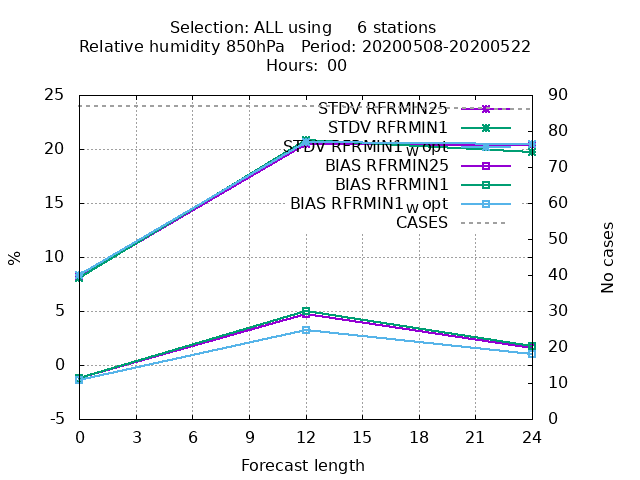 Selection: ALL using 6 stations
Relative humidity 850hPa Period: 20200508-20200522
Hours: 00
25
20
15
10
5
0
-5
90
80
70
60
50
40
30
20
10
0
STDV RFRMIN25
STDV RFRMIN1
STDV RFRMIN1_W opt
BIAS RFRMIN25
BIAS RFRMIN1
BIAS RFRMIN1_W opt
CASES
%
No cases
0 3 6 9 12 15 18 21 24
Forecast length